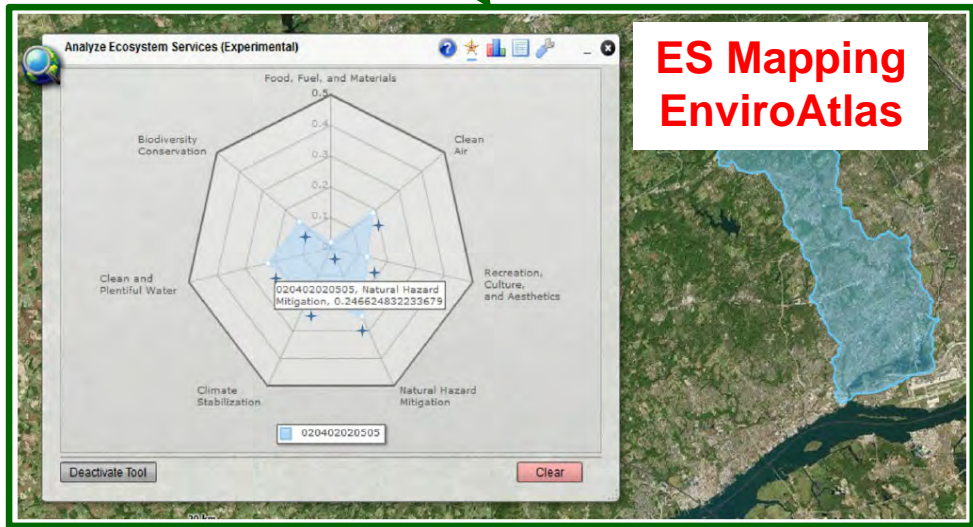 Analyze Ecosystem Services (Experimental)
ES Mapping
EnviroAtlas
Food, Fuel, and Materials
0.5
0.4
0.3
0.2
0.1
Biodiversity
Conservation
Clean
Air
Clean and
Plentiful Water
Recreation,
Culture,
and Aesthetics
020402020505, Natural Hazard
Mitigation, 0.246624832233679
Climate
Stabilization
Natural Hazard
Mitigation
020402020505
Deactivate Tool
Clear